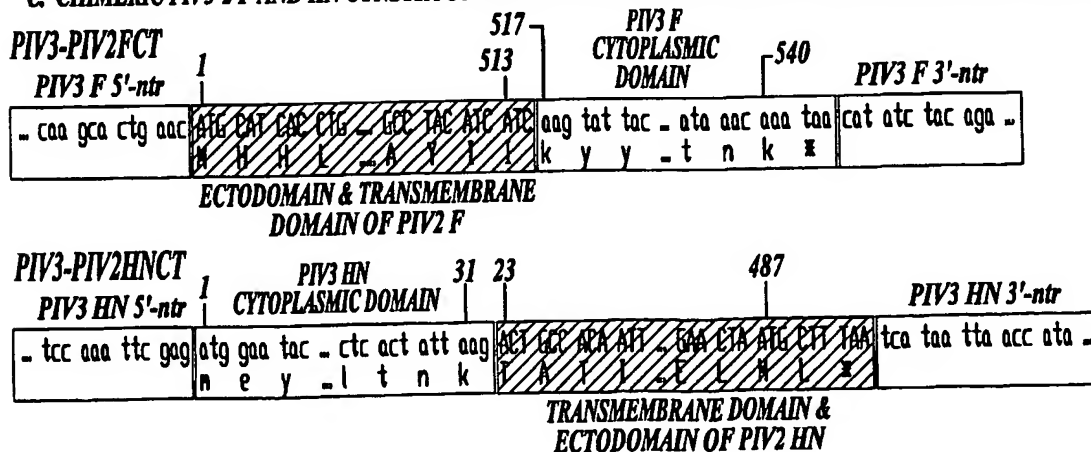 PIV3-PIV2FCT
PIV3 F 5'-ntr
1
513
517
PIV3 F
CYTOPLASMIC
DOMAIN
540
PIV3 F 3'-ntr
... caa gca ctg aac ATG CAT CAC CTG ... GCC TAC ATC ATC aag tat tac ... ata aac aaa taa cat atc tac aga ...
M H H L ... A Y I I k y y ... t n k *
ECTODOMAIN & TRANSMEMBRANE
DOMAIN OF PIV2 F
PIV3-PIV2HNCT
PIV3 HN 5'-ntr
1
PIV3 HN
CYTOPLASMIC DOMAIN
31
23
487
PIV3 HN 3'-ntr
... tcc aaa ttc gag atg gaa tac ... ctc act att aag ACT GCC ACA ATT ... GAA CTA ATG CTT TAA tca taa tta acc ata ...
m e y ... l t n k T A T I ... E L M L *
TRANSMEMBRANE DOMAIN &
ECTODOMAIN OF PIV2 HN